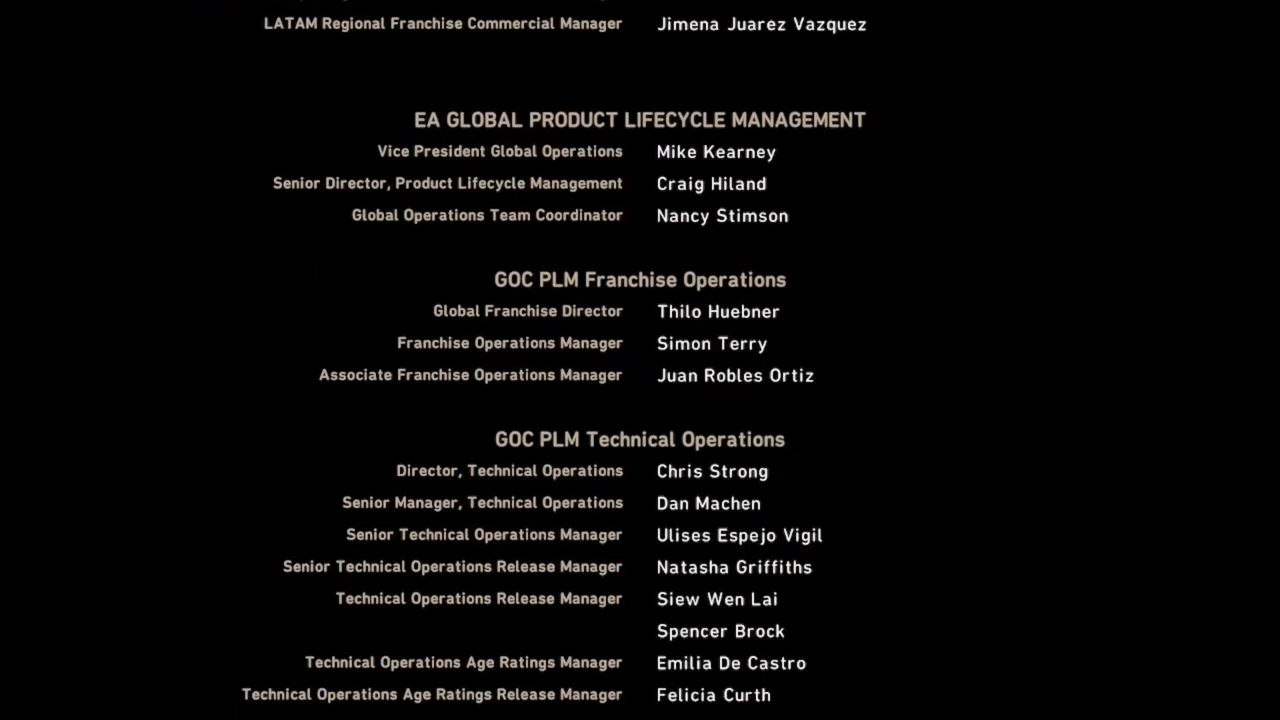 LATAM Regional Franchise Commercial Manager Jimena Juarez Vazquez
EA GLOBAL PRODUCT LIFECYCLE MANAGEMENT
Vice President Global Operations Mike Kearney
Senior Director, Product Lifecycle Management Craig Hiland
Global Operations Team Coordinator Nancy Stimson
GOC PLM Franchise Operations
Global Franchise Director Thilo Huebner
Franchise Operations Manager Simon Terry
Associate Franchise Operations Manager Juan Robles Ortiz
GOC PLM Technical Operations
Director, Technical Operations Chris Strong
Senior Manager, Technical Operations Dan Machen
Senior Technical Operations Manager Ulises Espejo Vigil
Senior Technical Operations Release Manager Natasha Griffiths
Technical Operations Release Manager Siew Wen Lai
Spencer Brock
Technical Operations Age Ratings Manager Emilia De Castro
Technical Operations Age Ratings Release Manager Felicia Curth